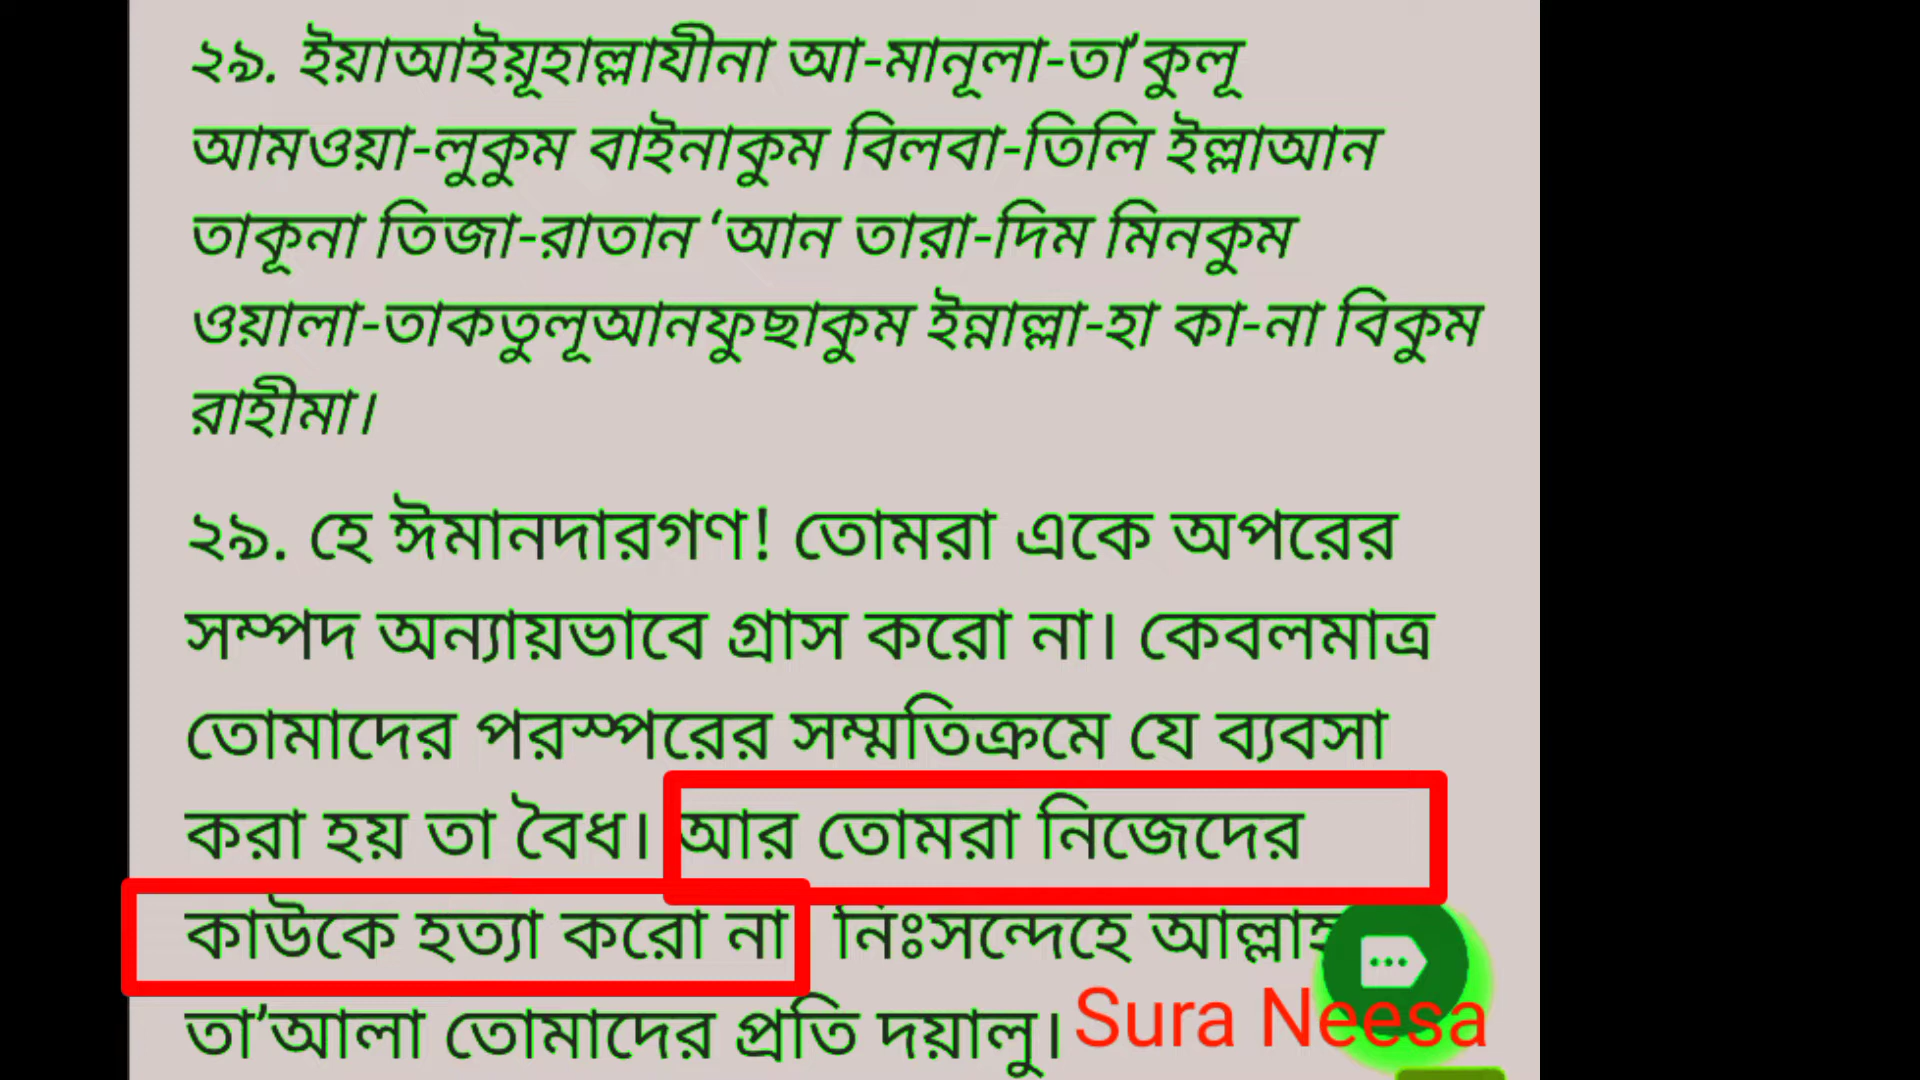 ২৯. ইয়াআইয়ূহাল্লাযীনা আ-মানূলা-তা’কুলূ
আমওয়া-লুকুম বাইনাকুম বিলবা-তিলি ইল্লাআন
তাকূনা তিজা-রাতান ‘আন তারা-দিম মিনকুম
ওয়ালা-তাকতুলূআনফুছাকুম ইন্নাল্লা-হা কা-না বিকুম
রাহীমা।
২৯. হে ঈমানদারগণ! তোমরা একে অপরের
সম্পদ অন্যায়ভাবে গ্রাস করো না। কেবলমাত্র
তোমাদের পরস্পরের সম্মতিক্রমে যে ব্যবসা
করা হয় তা বৈধ। আর তোমরা নিজেদের
কাউকে হত্যা করো না নিঃসন্দেহে আল্লাহ
তা’আলা তোমাদের প্রতি দয়ালু।
Sura Neesa